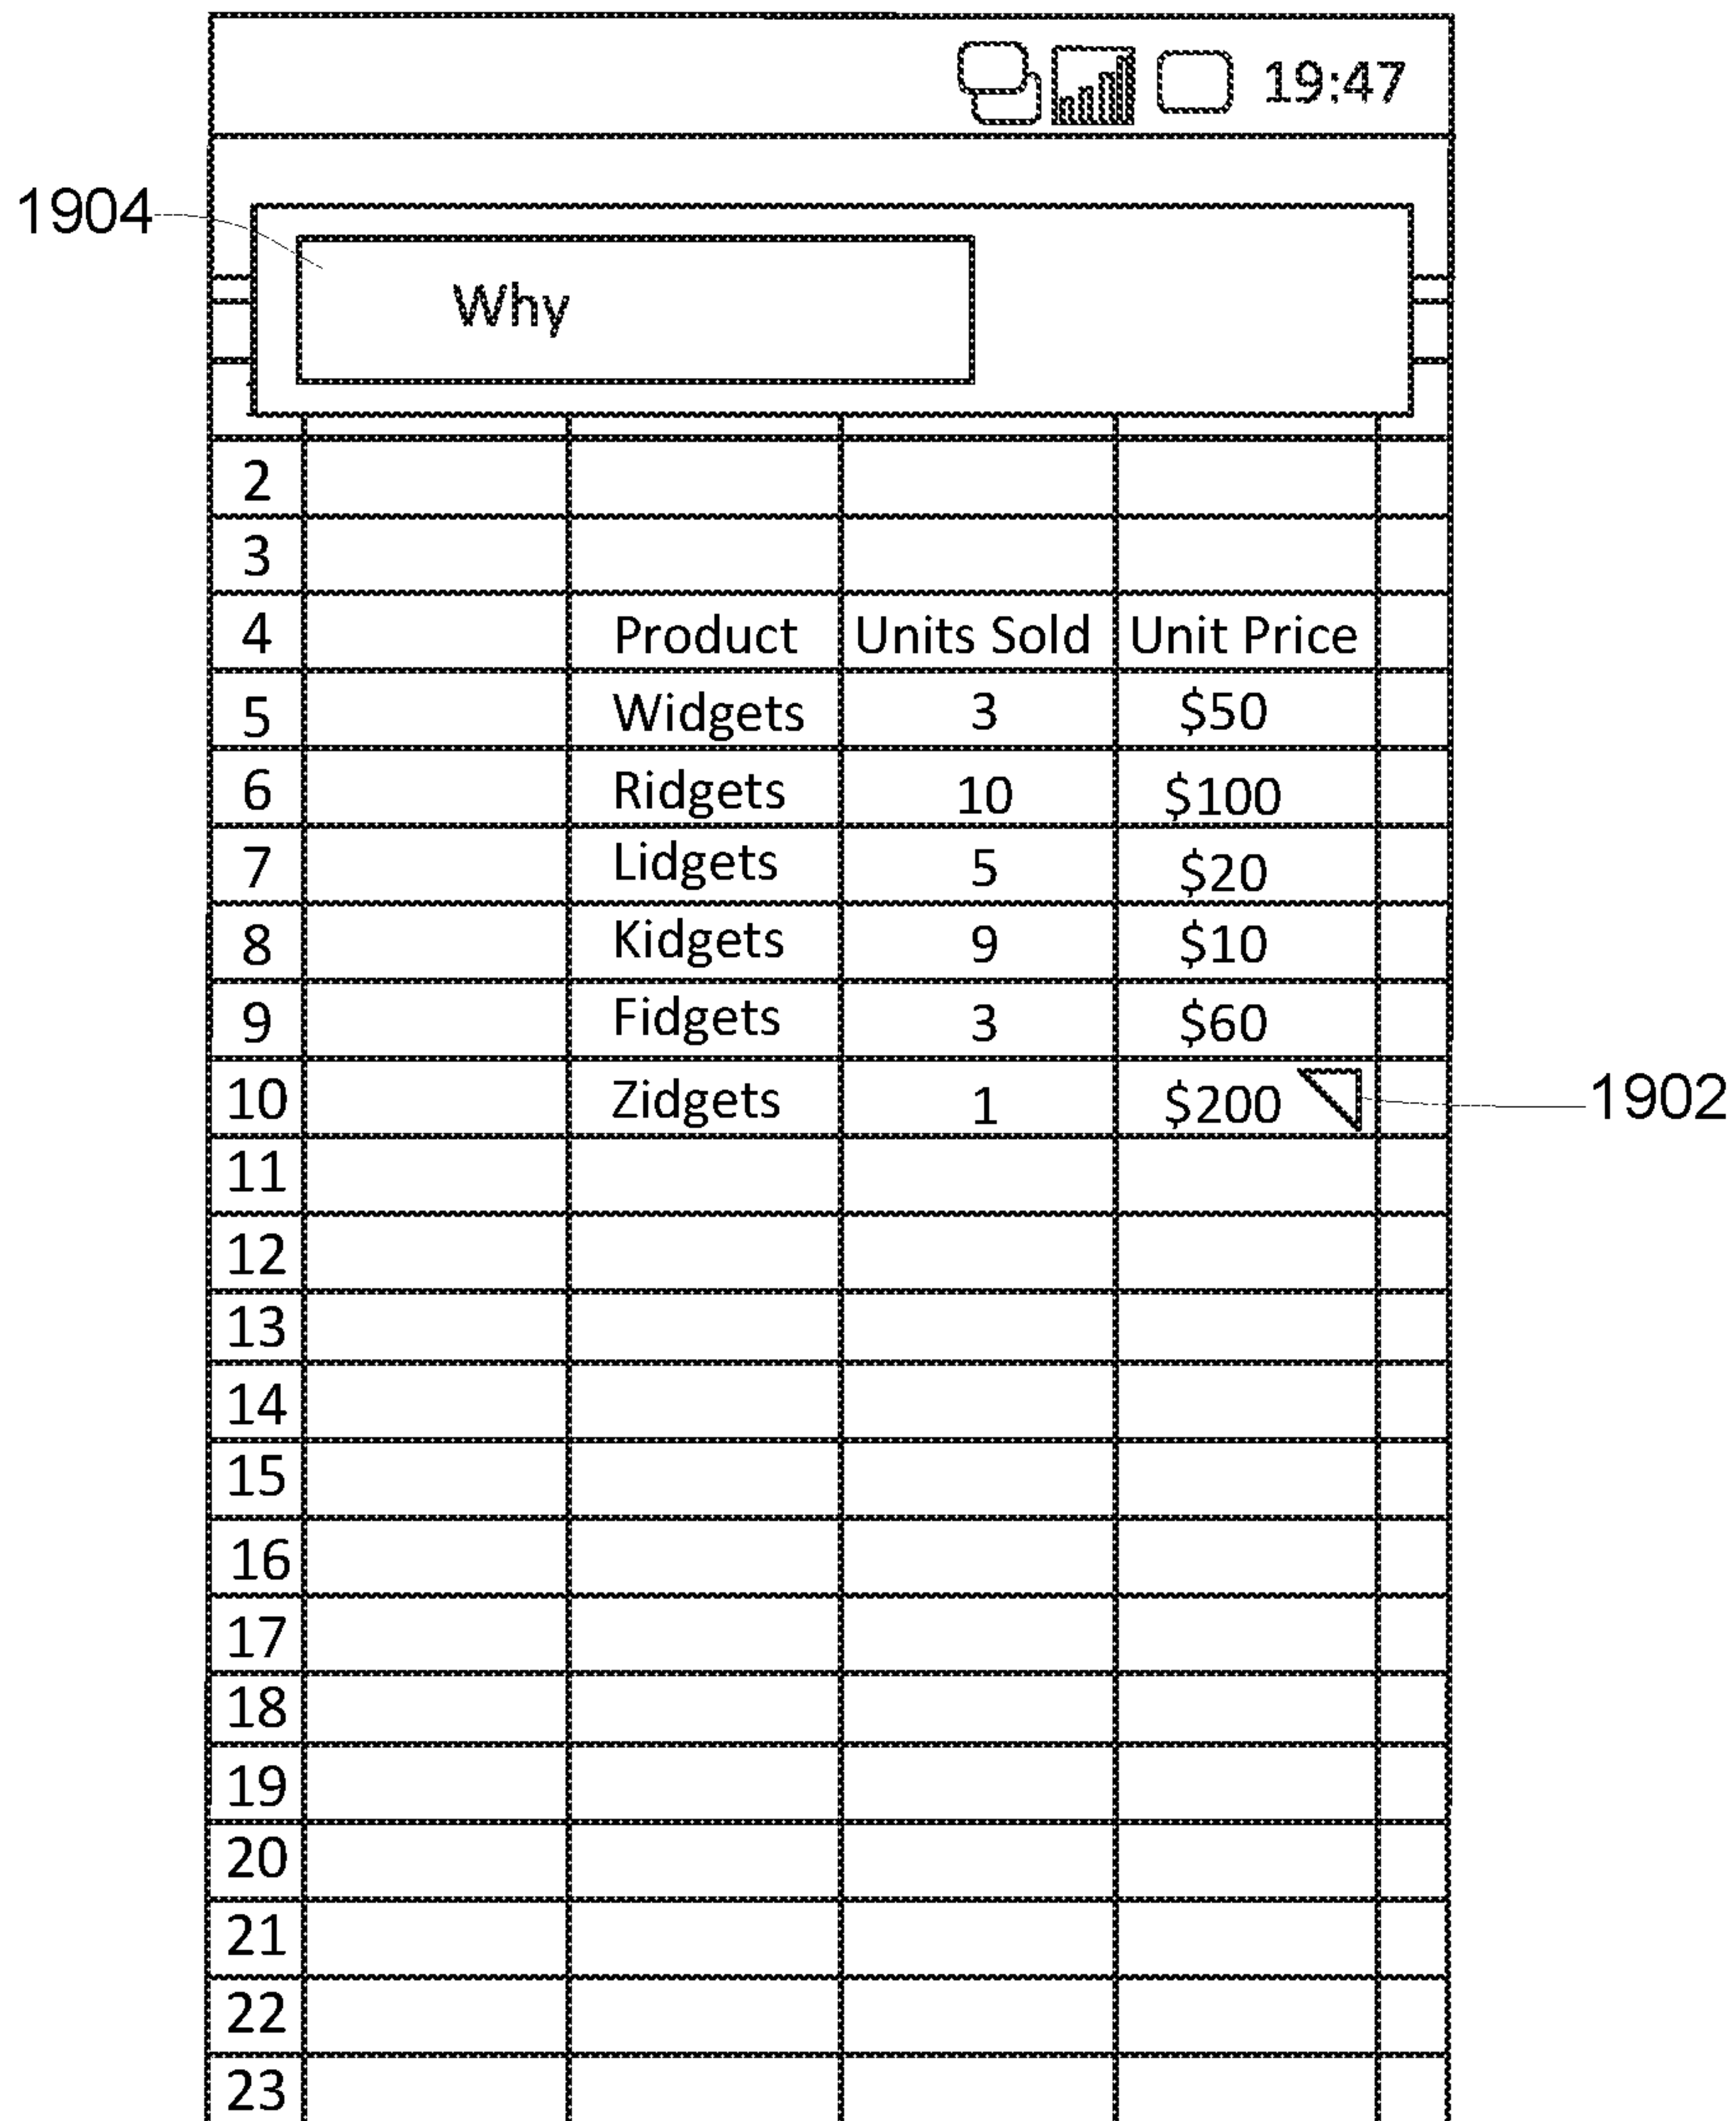 19:47
1904
Why
2
3
4 Product Units Sold Unit Price
5 Widgets 3 $50
6 Ridgets 10 $100
7 Lidgets 5 $20
8 Kidgets 9 $10
9 Fidgets 3 $60
10 Zidgets 1 $200 1902
11
12
13
14
15
16
17
18
19
20
21
22
23